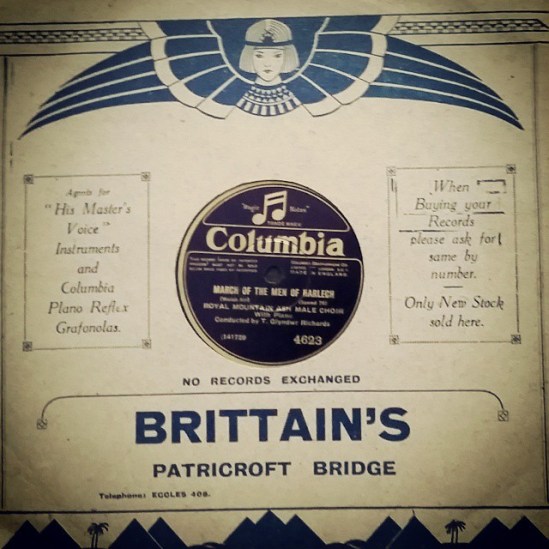 Agents for
"His Master's
Voice"
Instruments
and
Columbia
Plano Reflex
Grafonolas.
"Magic Notes"
TRADE MARK
Columbia
MADE IN ENGLAND
MARCH OF THE MEN OF HARLECH
ROYAL MOUNTAIN ASH MALE CHOIR
With Piano
Conducted by T. Glyndwr Richards
4623
When
Buying your
Records
please ask for
same by
number.
Only New Stock
sold here.
NO RECORDS EXCHANGED
BRITTAIN'S
PATRICROFT BRIDGE
Telephone: ECCLES 408.